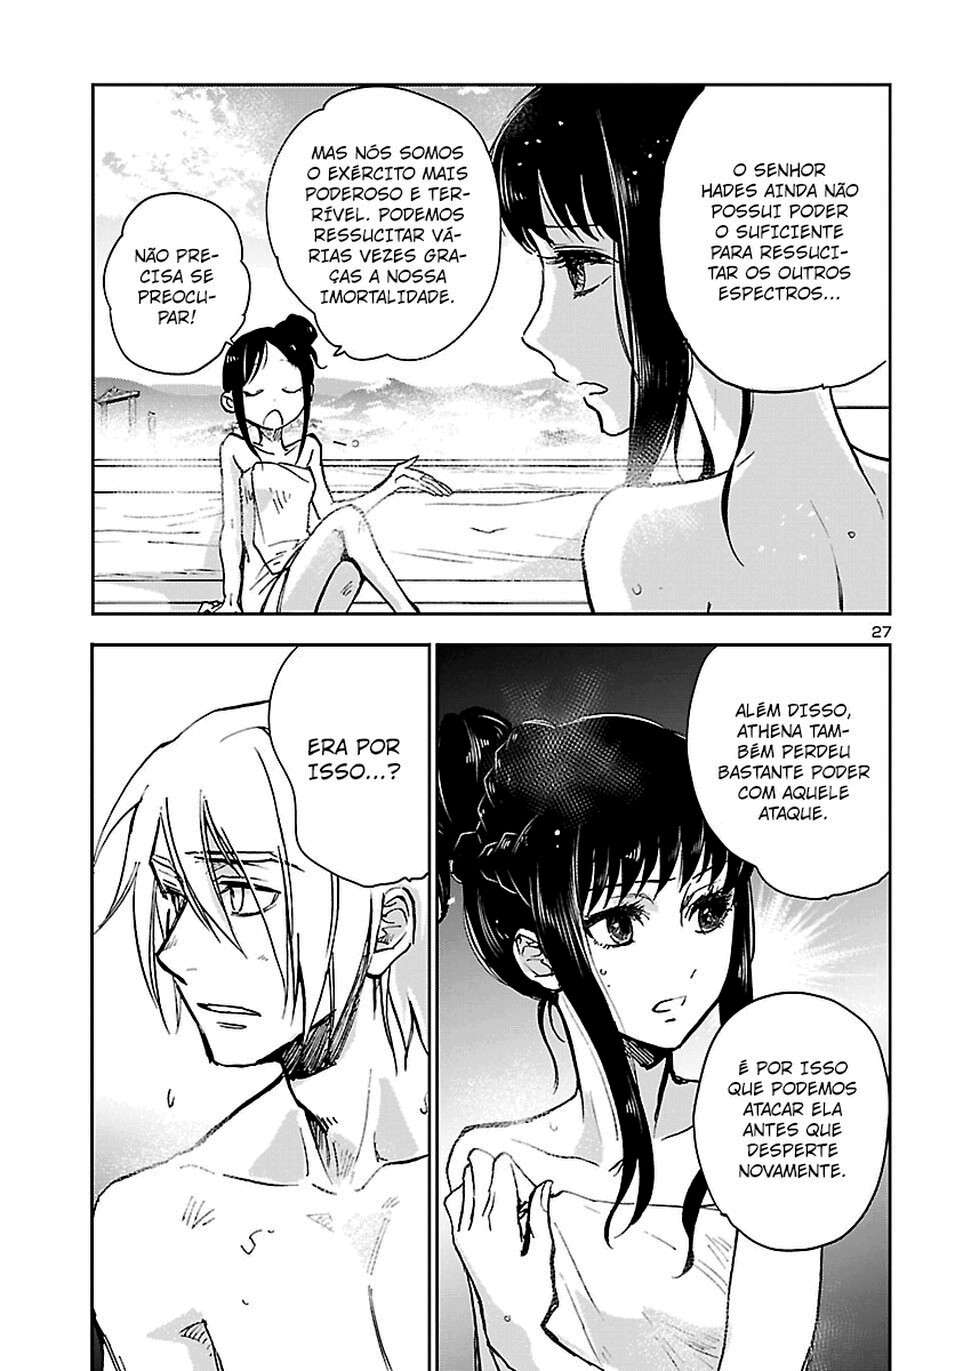 O SENHOR
HADES AINDA NÃO
POSSUI PODER
O SUFICIENTE
PARA RESSUCI-
TAR OS OUTROS
ESPECTROS...
MAS NÓS SOMOS
O EXÉRCITO MAIS
PODEROSO E TER-
RÍVEL. PODEMOS
RESSUCITAR VÁ-
RIAS VEZES GRA-
ÇAS A NOSSA
IMORTALIDADE.
NÃO PRE-
CISA SE
PREOCU-
PAR!
27
ALÉM DISSO,
ATHENA TAM-
BÉM PERDEU
BASTANTE PODER
COM AQUELE
ATAQUE.
É POR ISSO
QUE PODEMOS
ATACAR ELA
ANTES QUE
DESPERTE
NOVAMENTE.
ERA POR
ISSO...?